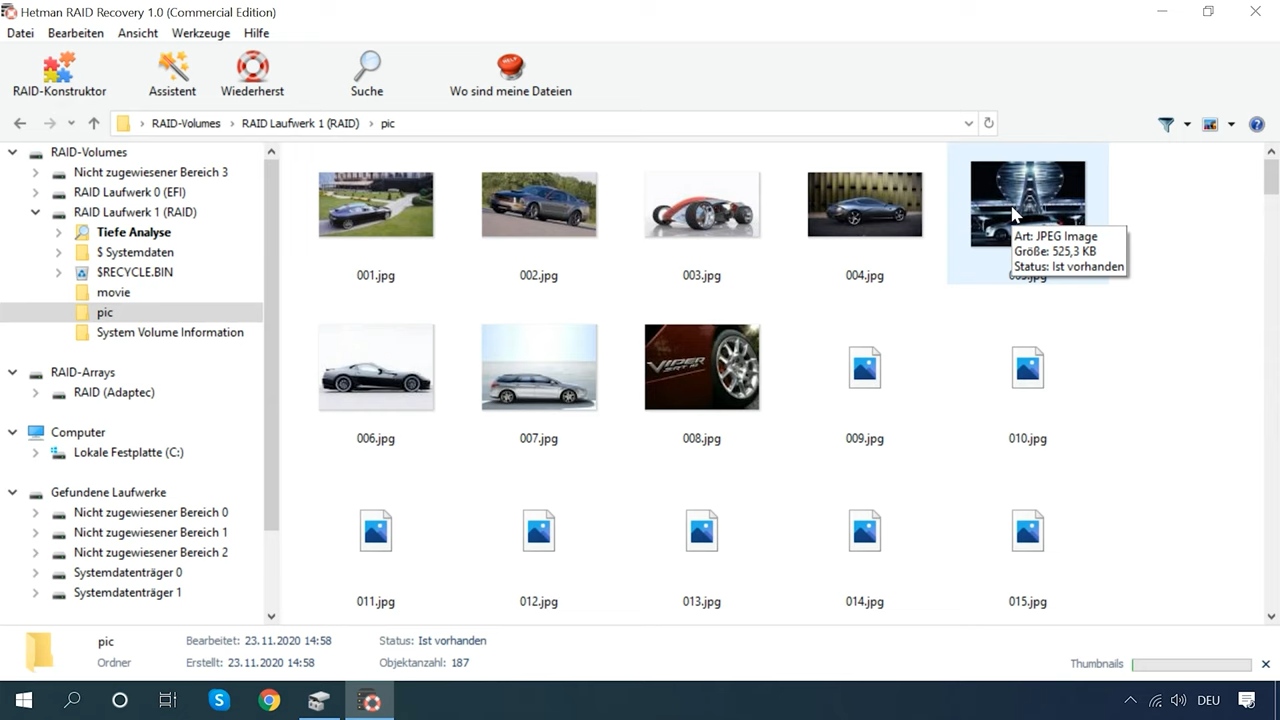 Hetman RAID Recovery 1.0 (Commercial Edition)
Datei Bearbeiten Ansicht Werkzeuge Hilfe
RAID-Konstruktor Assistent Wiederherst Suche Wo sind meine Dateien
RAID-Volumes RAID Laufwerk 1 (RAID) pic
RAID-Volumes
Nicht zugewiesener Bereich 3
RAID Laufwerk 0 (EFI)
RAID Laufwerk 1 (RAID)
Tiefe Analyse
$ Systemdaten
$RECYCLE.BIN
movie
pic
System Volume Information
RAID-Arrays
RAID (Adaptec)
Computer
Lokale Festplatte (C:)
Gefundene Laufwerke
Nicht zugewiesener Bereich 0
Nicht zugewiesener Bereich 1
Nicht zugewiesener Bereich 2
Systemdatenträger 0
Systemdatenträger 1
Art: JPEG Image
Größe: 525,3 KB
Status: Ist vorhanden
001.jpg 002.jpg 003.jpg 004.jpg 005.jpg
VIPER
SRT 10
006.jpg 007.jpg 008.jpg 009.jpg 010.jpg
011.jpg 012.jpg 013.jpg 014.jpg 015.jpg
pic Bearbeitet: 23.11.2020 14:58 Status: Ist vorhanden
Ordner Erstellt: 23.11.2020 14:58 Objektanzahl: 187
Thumbnails
DEU